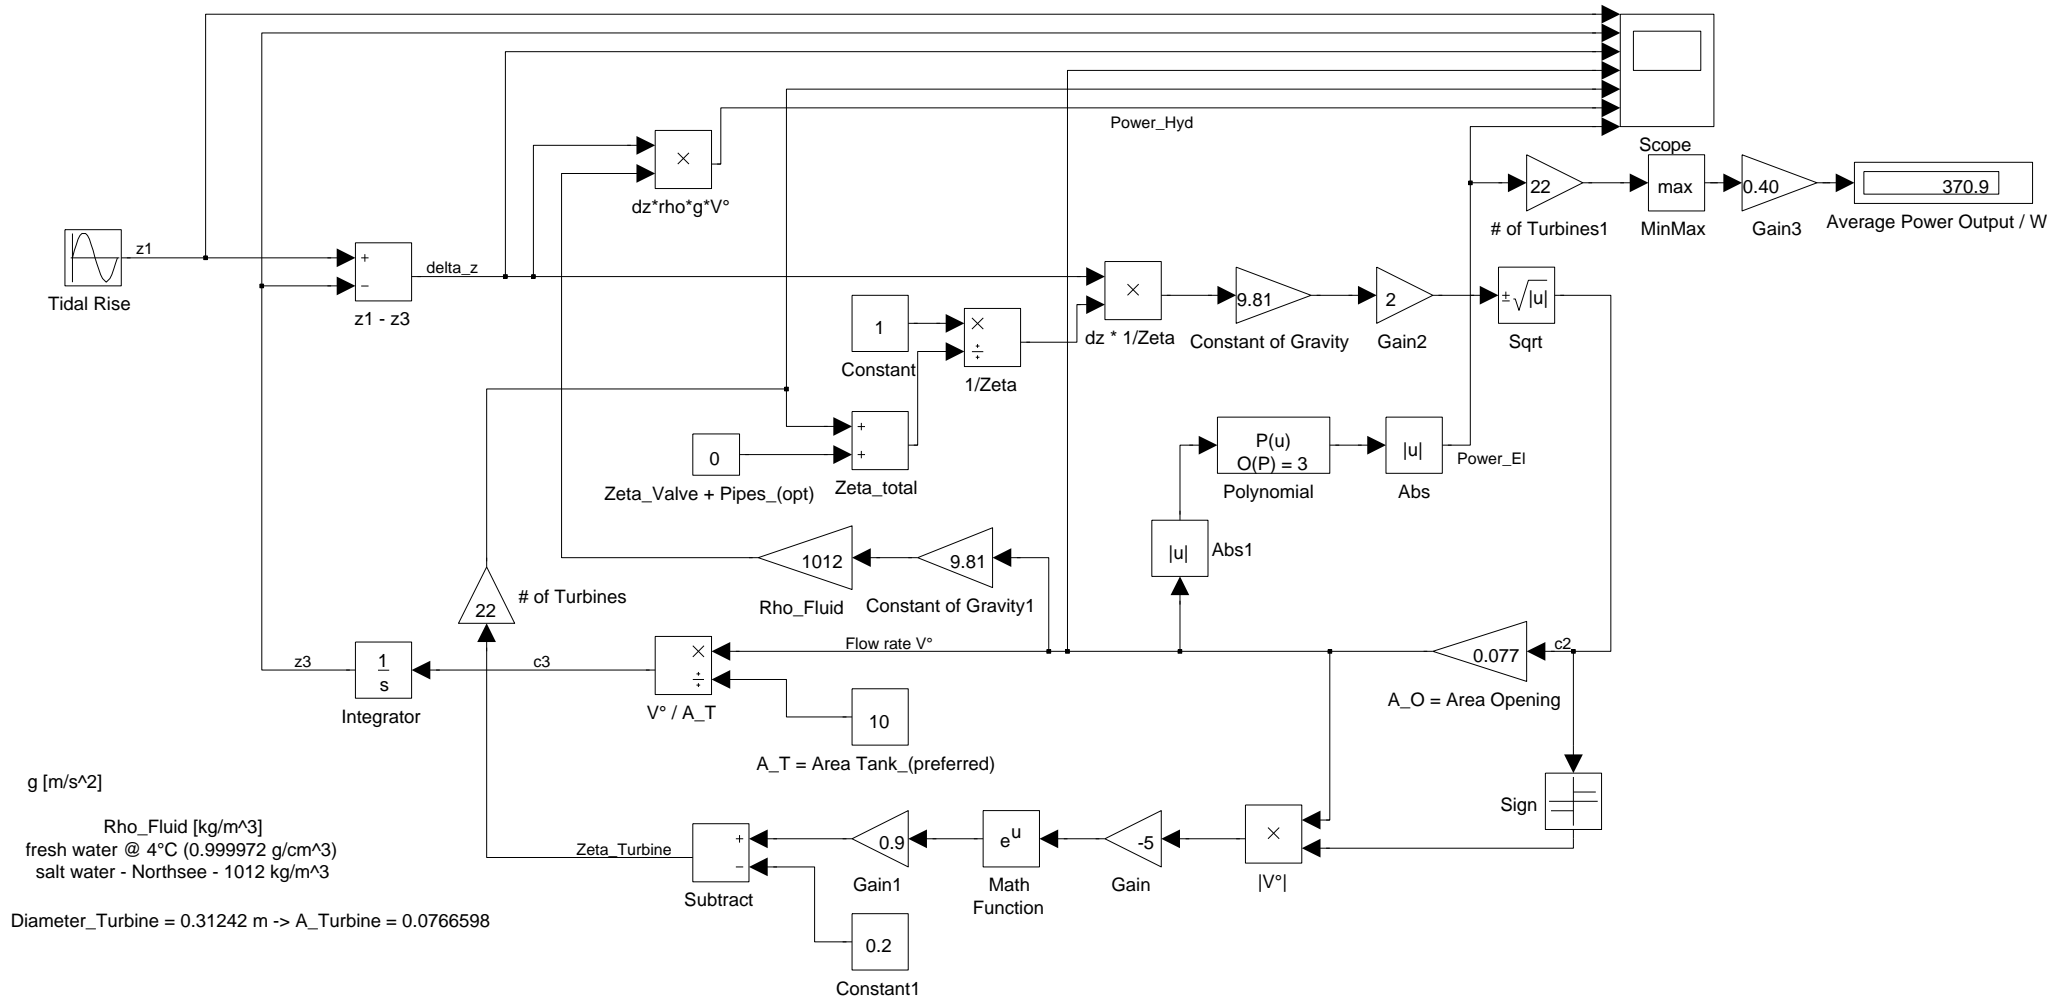 Power_Hyd
Scope
×
dz*rho*g*V°
22
# of Turbines1
max
MinMax
0.40
Gain3
370.9
Average Power Output / W
z1
Tidal Rise
+
−
z1 - z3
delta_z
×
dz * 1/Zeta
9.81
Constant of Gravity
2
Gain2
±√|u|
Sqrt
1
Constant
×
÷
1/Zeta
0
Zeta_Valve + Pipes_(opt)
+
+
Zeta_total
P(u)
O(P) = 3
Polynomial
|u|
Abs
Power_El
|u|
Abs1
1012
Rho_Fluid
9.81
Constant of Gravity1
22
# of Turbines
Flow rate V°
0.077
A_O = Area Opening
c2
z3
1
s
Integrator
c3
×
÷
V° / A_T
10
A_T = Area Tank_(preferred)
Sign
g [m/s^2]
Rho_Fluid [kg/m^3]
fresh water @ 4°C (0.999972 g/cm^3)
salt water - Northsee - 1012 kg/m^3
Diameter_Turbine = 0.31242 m -> A_Turbine = 0.0766598
Zeta_Turbine
+
−
Subtract
0.9
Gain1
e^u
Math
Function
-5
Gain
×
|V°|
0.2
Constant1